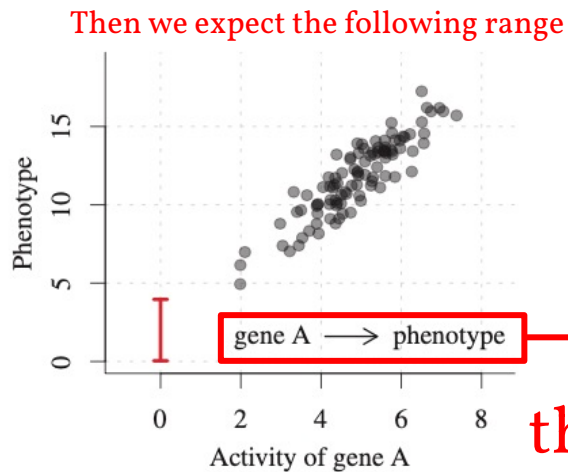 Then we expect the following range
Phenotype
15
10
5
0
gene A ⟶ phenotype
0 2 4 6 8
Activity of gene A